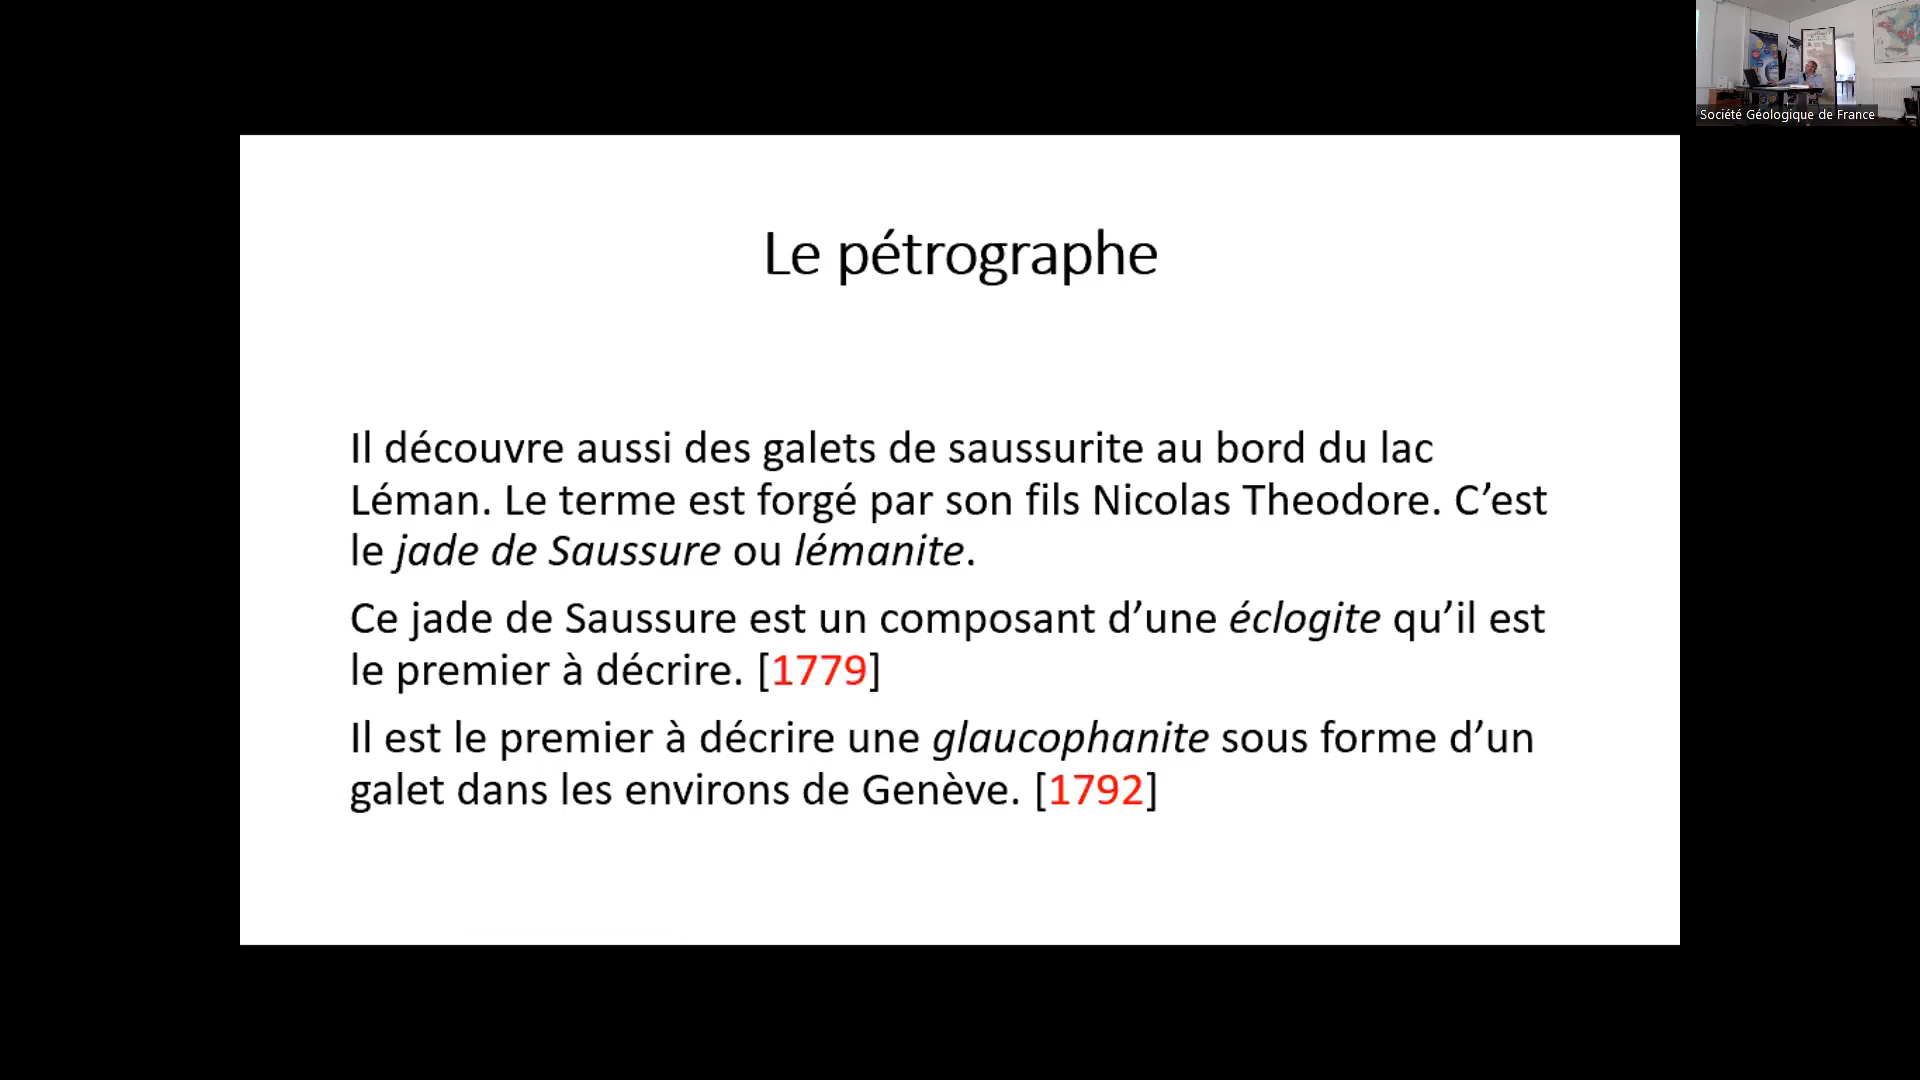 Société Géologique de France
Le pétrographe
Il découvre aussi des galets de saussurite au bord du lac
Léman. Le terme est forgé par son fils Nicolas Theodore. C’est
le jade de Saussure ou lémanite.
Ce jade de Saussure est un composant d’une éclogite qu’il est
le premier à décrire. [1779]
Il est le premier à décrire une glaucophanite sous forme d’un
galet dans les environs de Genève. [1792]